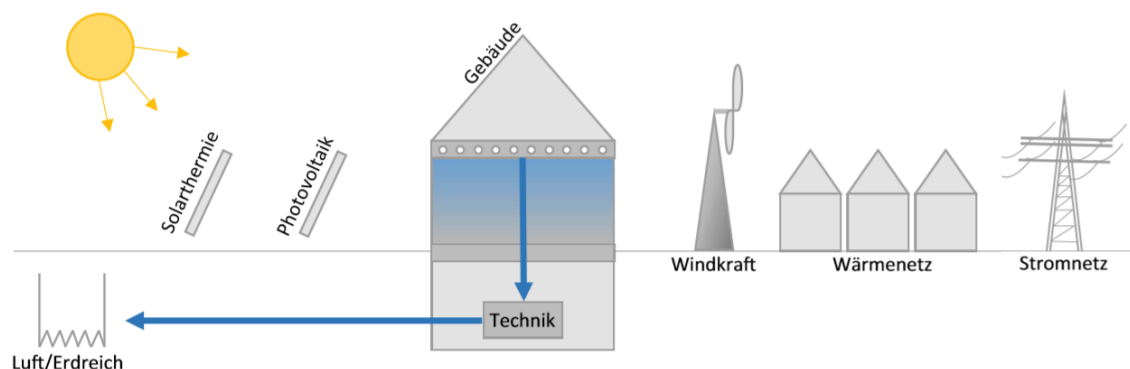 Gebäude
Solarthermie
Photovoltaik
Windkraft
Wärmenetz
Stromnetz
Technik
Luft/Erdreich